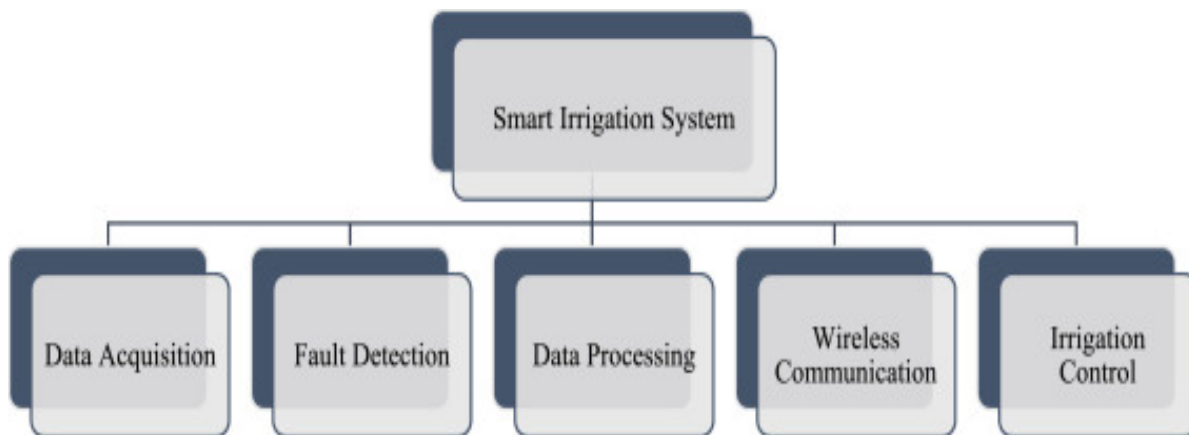 Smart Irrigation System
Data Acquisition
Fault Detection
Data Processing
Wireless
Communication
Irrigation
Control